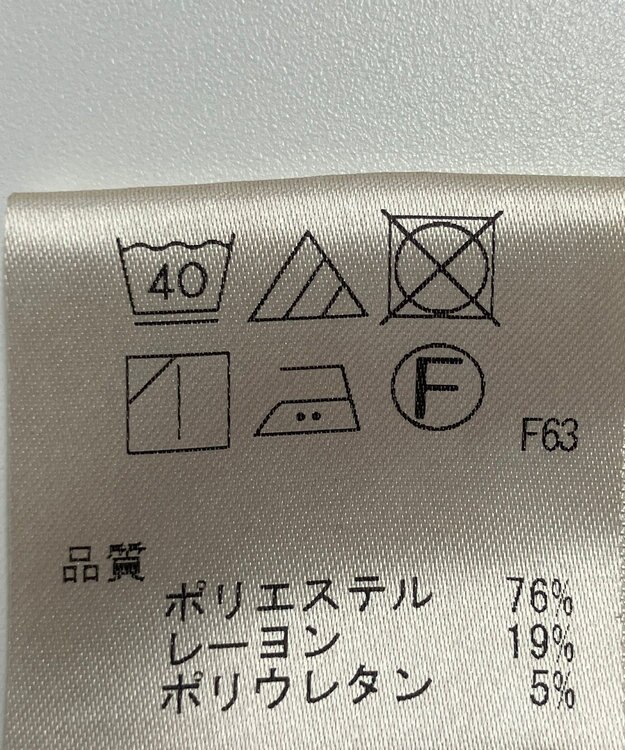 40
F
F63
品質
ポリエステル 76%
レーヨン 19%
ポリウレタン 5%